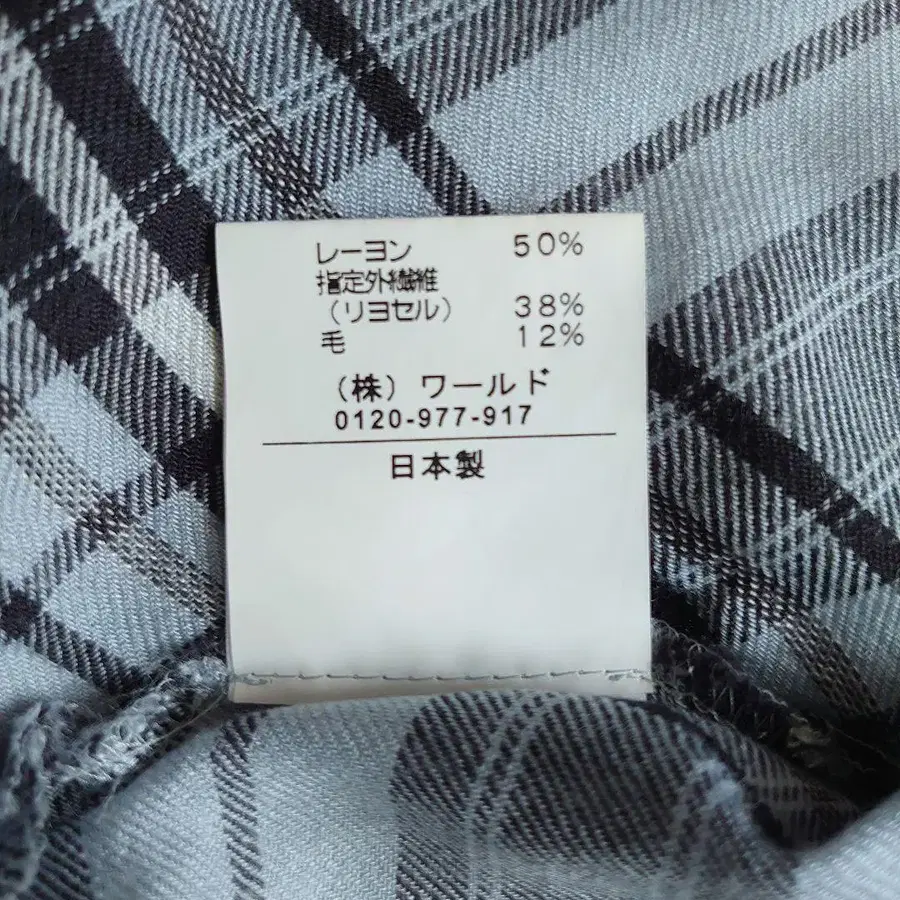 レーヨン 50%
指定外繊維
（リヨセル） 38%
毛 12%
（株）ワールド
0120-977-917
日本製